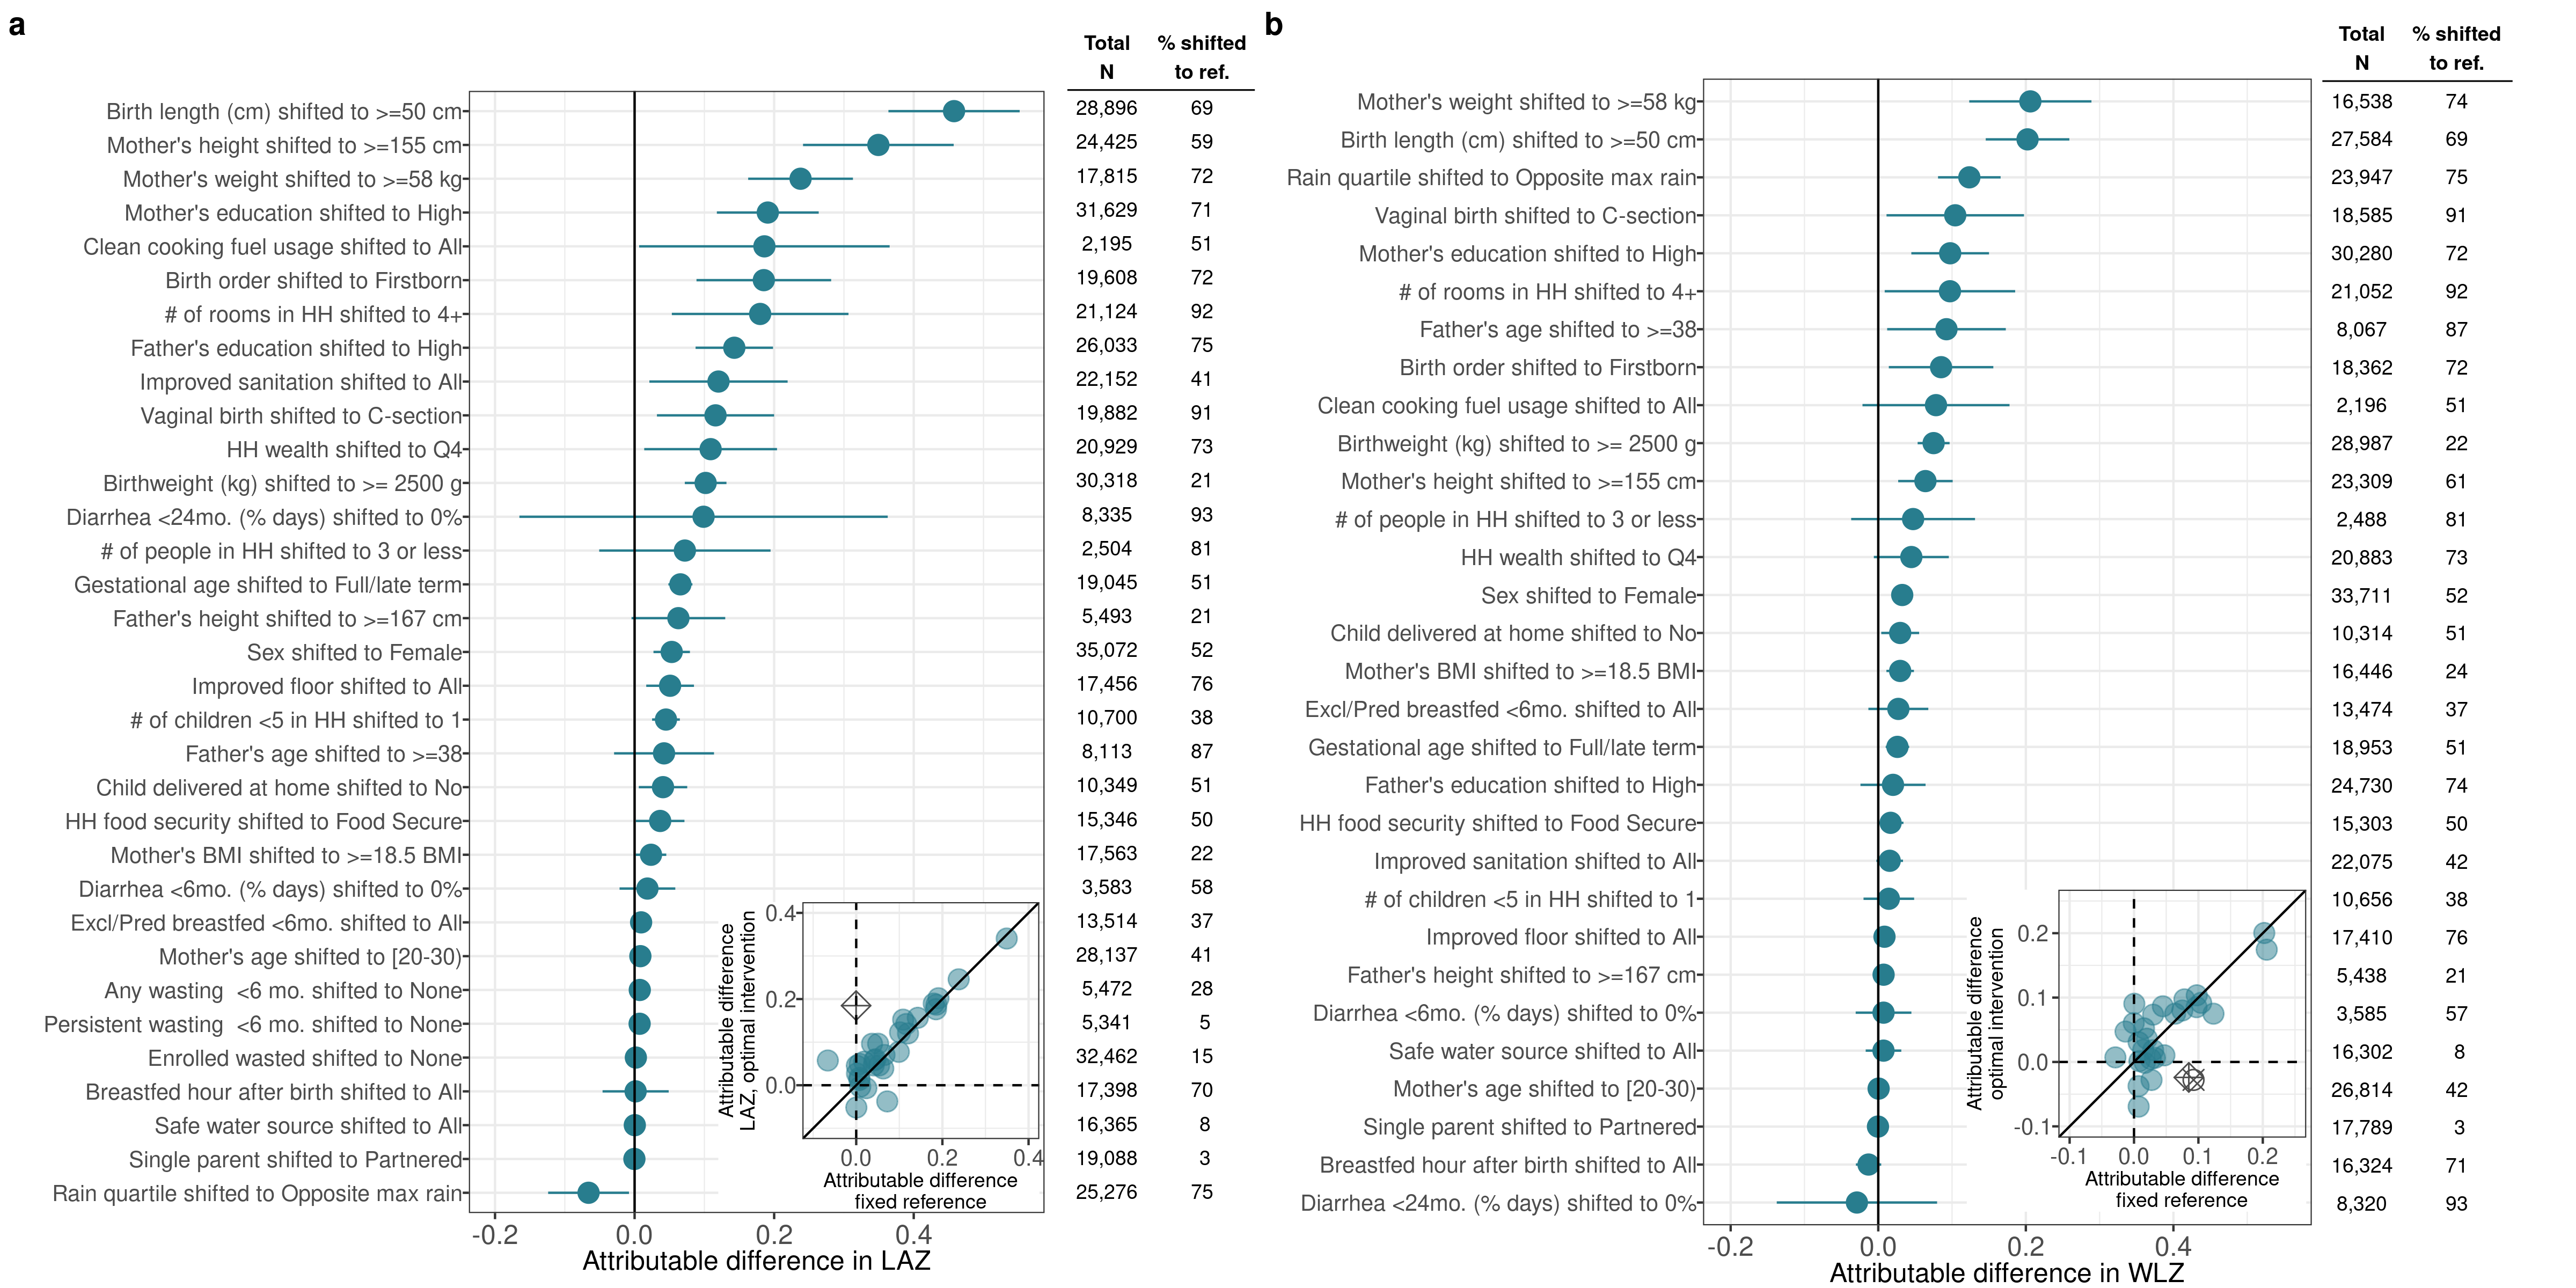 a
Total % shifted
N to ref.
Birth length (cm) shifted to >=50 cm 28,896 69
Mother's height shifted to >=155 cm 24,425 59
Mother's weight shifted to >=58 kg 17,815 72
Mother's education shifted to High 31,629 71
Clean cooking fuel usage shifted to All 2,195 51
Birth order shifted to Firstborn 19,608 72
# of rooms in HH shifted to 4+ 21,124 92
Father's education shifted to High 26,033 75
Improved sanitation shifted to All 22,152 41
Vaginal birth shifted to C-section 19,882 91
HH wealth shifted to Q4 20,929 73
Birthweight (kg) shifted to >= 2500 g 30,318 21
Diarrhea <24mo. (% days) shifted to 0% 8,335 93
# of people in HH shifted to 3 or less 2,504 81
Gestational age shifted to Full/late term 19,045 51
Father's height shifted to >=167 cm 5,493 21
Sex shifted to Female 35,072 52
Improved floor shifted to All 17,456 76
# of children <5 in HH shifted to 1 10,700 38
Father's age shifted to >=38 8,113 87
Child delivered at home shifted to No 10,349 51
HH food security shifted to Food Secure 15,346 50
Mother's BMI shifted to >=18.5 BMI 17,563 22
Diarrhea <6mo. (% days) shifted to 0% 3,583 58
Excl/Pred breastfed <6mo. shifted to All 13,514 37
Mother's age shifted to [20-30) 28,137 41
Any wasting <6 mo. shifted to None 5,472 28
Persistent wasting <6 mo. shifted to None 5,341 5
Enrolled wasted shifted to None 32,462 15
Breastfed hour after birth shifted to All 17,398 70
Safe water source shifted to All 16,365 8
Single parent shifted to Partnered 19,088 3
Rain quartile shifted to Opposite max rain 25,276 75
-0.2 0.0 0.2 0.4
Attributable difference in LAZ
Attributable difference
LAZ, optimal intervention
0.4
0.2
0.0
0.0 0.2 0.4
Attributable difference
fixed reference
b
Total % shifted
N to ref.
Mother's weight shifted to >=58 kg 16,538 74
Birth length (cm) shifted to >=50 cm 27,584 69
Rain quartile shifted to Opposite max rain 23,947 75
Vaginal birth shifted to C-section 18,585 91
Mother's education shifted to High 30,280 72
# of rooms in HH shifted to 4+ 21,052 92
Father's age shifted to >=38 8,067 87
Birth order shifted to Firstborn 18,362 72
Clean cooking fuel usage shifted to All 2,196 51
Birthweight (kg) shifted to >= 2500 g 28,987 22
Mother's height shifted to >=155 cm 23,309 61
# of people in HH shifted to 3 or less 2,488 81
HH wealth shifted to Q4 20,883 73
Sex shifted to Female 33,711 52
Child delivered at home shifted to No 10,314 51
Mother's BMI shifted to >=18.5 BMI 16,446 24
Excl/Pred breastfed <6mo. shifted to All 13,474 37
Gestational age shifted to Full/late term 18,953 51
Father's education shifted to High 24,730 74
HH food security shifted to Food Secure 15,303 50
Improved sanitation shifted to All 22,075 42
# of children <5 in HH shifted to 1 10,656 38
Improved floor shifted to All 17,410 76
Father's height shifted to >=167 cm 5,438 21
Diarrhea <6mo. (% days) shifted to 0% 3,585 57
Safe water source shifted to All 16,302 8
Mother's age shifted to [20-30) 26,814 42
Single parent shifted to Partnered 17,789 3
Breastfed hour after birth shifted to All 16,324 71
Diarrhea <24mo. (% days) shifted to 0% 8,320 93
-0.2 0.0 0.2 0.4
Attributable difference in WLZ
Attributable difference
optimal intervention
0.2
0.1
0.0
-0.1
-0.1 0.0 0.1 0.2
Attributable difference
fixed reference